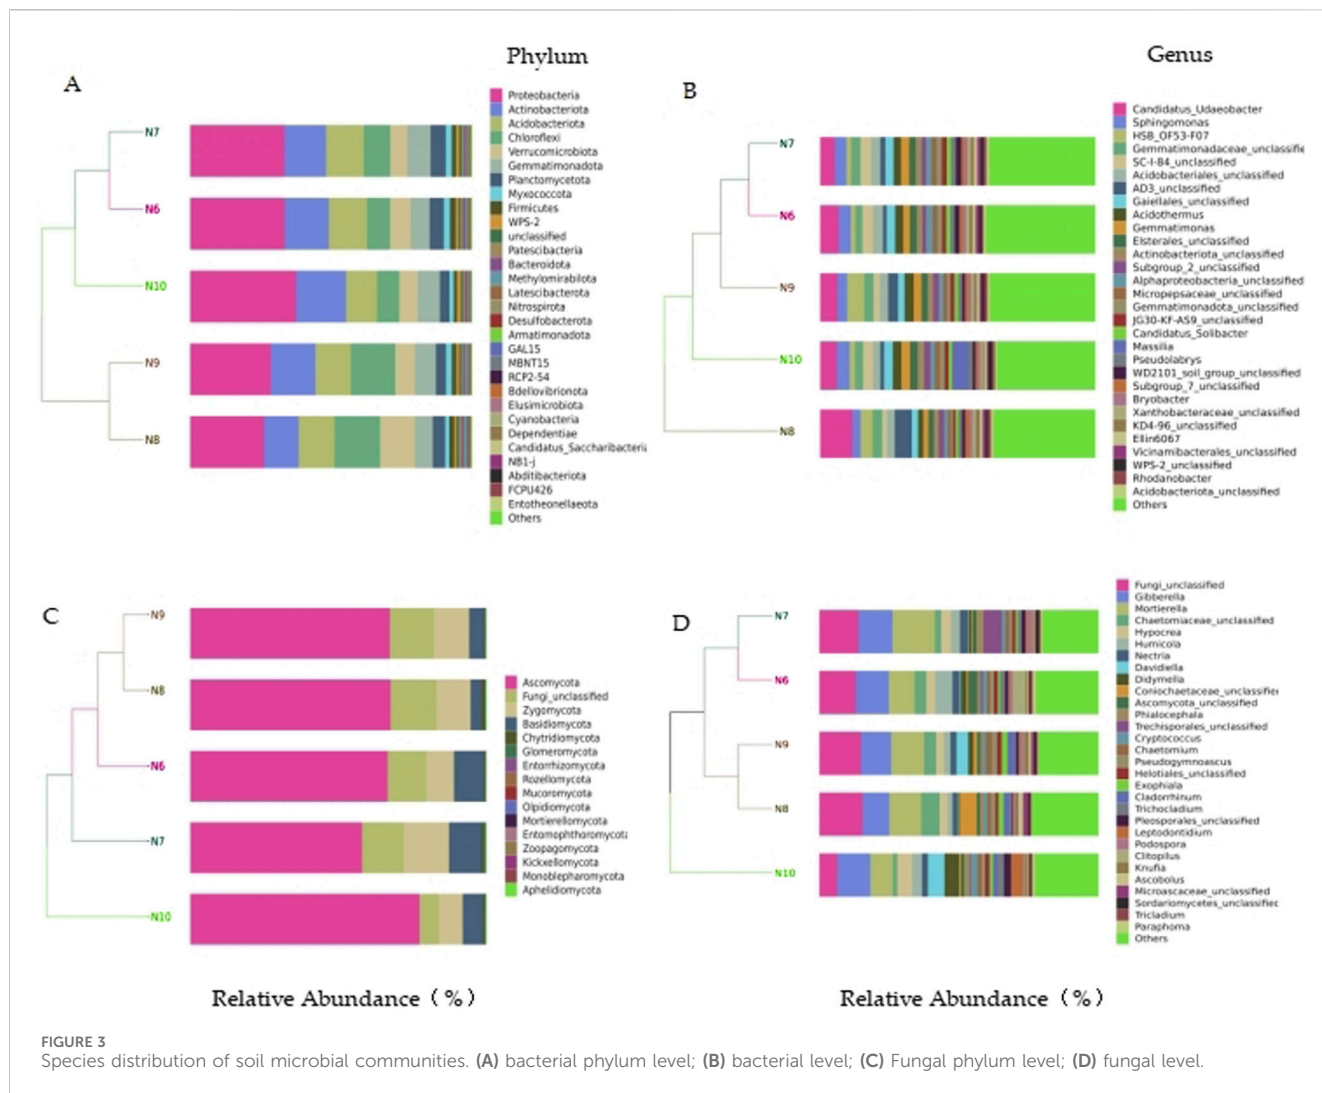 Phylum
A
N7
N6
N10
N9
N8
Proteobacteria
Actinobacteriota
Acidobacteriota
Chloroflexi
Verrucomicrobiota
Gemmatimonadota
Planctomycetota
Myxococcota
Firmicutes
WPS-2
unclassified
Patescibacteria
Bacteroidota
Methylomirabilota
Latescibacterota
Nitrospirota
Desulfobacterota
Armatimonadota
GAL15
MBNT15
RCP2-54
Bdellovibrionota
Elusimicrobiota
Cyanobacteria
Dependentiae
Candidatus_Saccharibacteri
NB1-j
Abditibacteriota
FCPU426
Entotheonellaeota
Others
Genus
B
N7
N6
N9
N10
N8
Candidatus_Udaeobacter
Sphingomonas
HSB_OF53-F07
Gemmatimonadaceae_unclassifie
SC-I-84_unclassified
Acidobacteriales_unclassified
AD3_unclassified
Gaiellales_unclassified
Acidothermus
Gemmatimonas
Elsterales_unclassified
Actinobacteriota_unclassified
Subgroup_2_unclassified
Alphaproteobacteria_unclassified
Micropepsaceae_unclassified
Gemmatimonadota_unclassified
JG30-KF-AS9_unclassified
Candidatus_Solibacter
Massilia
Pseudolabrys
WD2101_soil_group_unclassified
Subgroup_7_unclassified
Bryobacter
Xanthobacteraceae_unclassified
KD4-96_unclassified
Ellin6067
Vicinamibacterales_unclassified
WPS-2_unclassified
Rhodanobacter
Acidobacteriota_unclassified
Others
C
N9
N8
N6
N7
N10
Ascomycota
Fungi_unclassified
Zygomycota
Basidiomycota
Chytridiomycota
Glomeromycota
Entorrhizomycota
Rozellomycota
Mucoromycota
Olpidiomycota
Mortierellomycota
Entomophthoromycot
Zoopagomycota
Kickxellomycota
Monoblepharomycota
Aphelidiomycota
Relative Abundance（%）
D
N7
N6
N9
N8
N10
Fungi_unclassified
Gibberella
Mortierella
Chaetomiaceae_unclassified
Hypocrea
Humicola
Nectria
Davidiella
Didymella
Coniochaetaceae_unclassifie
Ascomycota_unclassified
Phialocephala
Trechisporales_unclassified
Cryptococcus
Chaetomium
Pseudogymnoascus
Helotiales_unclassified
Exophiala
Cladorrhinum
Trichocladium
Pleosporales_unclassified
Leptodontidium
Podospora
Clitopilus
Knufia
Ascobolus
Microascaceae_unclassified
Sordariomycetes_unclassifie
Tricladium
Paraphoma
Others
Relative Abundance（%）
FIGURE 3
Species distribution of soil microbial communities. (A) bacterial phylum level; (B) bacterial level; (C) Fungal phylum level; (D) fungal level.